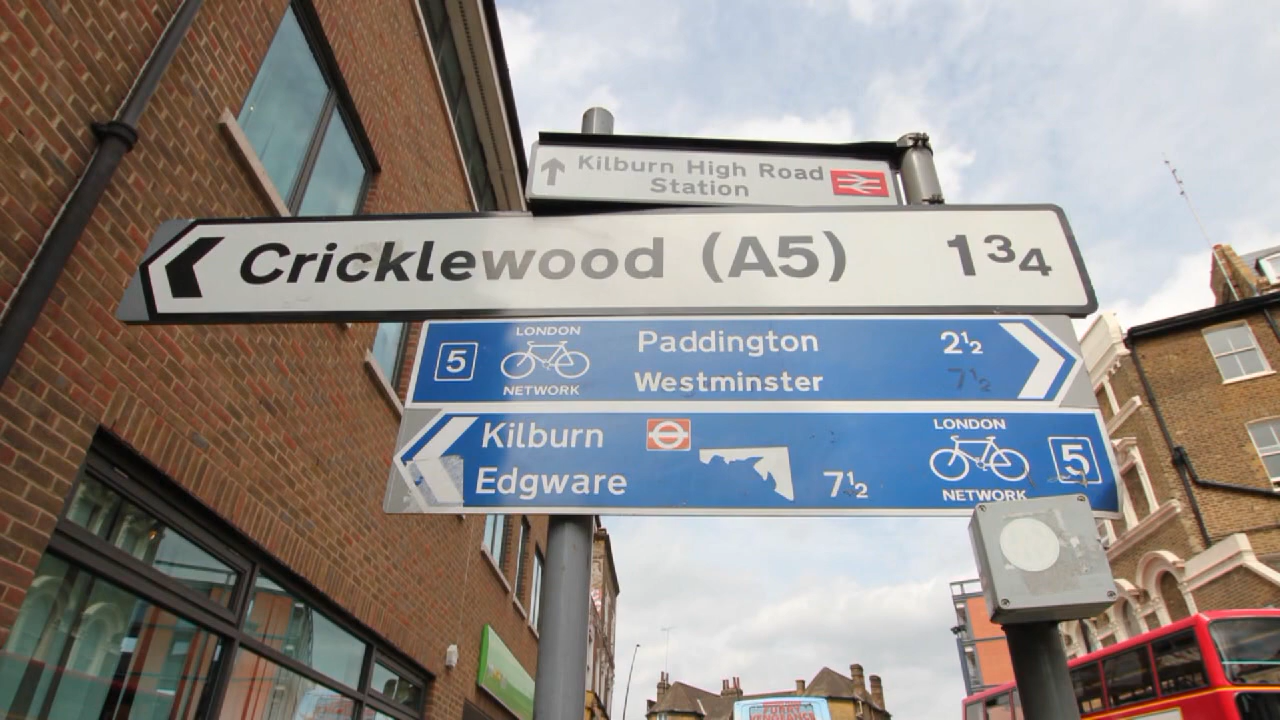 Kilburn High Road
Station
Cricklewood (A5) 1¾
5 LONDON
NETWORK
Paddington 2½
Westminster 7½
Kilburn
Edgware 7½
LONDON
NETWORK 5